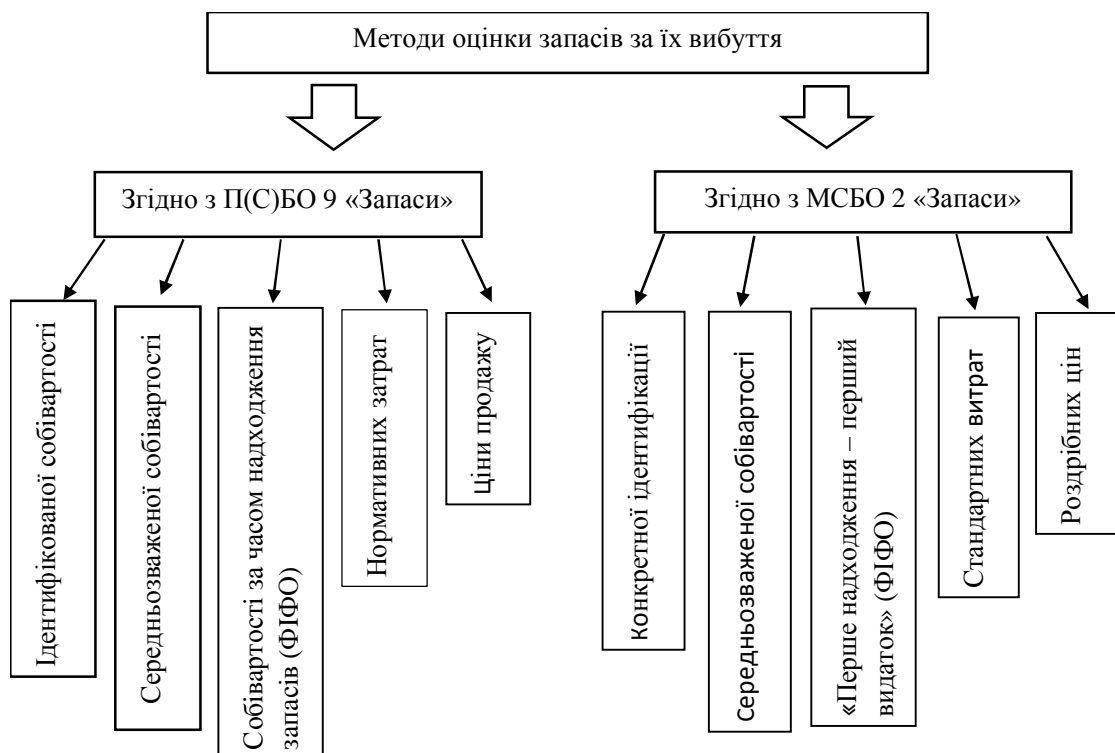 Методи оцінки запасів за їх вибуття
Згідно з П(С)БО 9 «Запаси»
Згідно з МСБО 2 «Запаси»
Ідентифікованої собівартості
Середньозваженої собівартості
Собівартості за часом надходження
запасів (ФІФО)
Нормативних затрат
Ціни продажу
Конкретної ідентифікації
Середньозваженої собівартості
«Перше надходження – перший
видаток» (ФІФО)
Стандартних витрат
Роздрібних цін